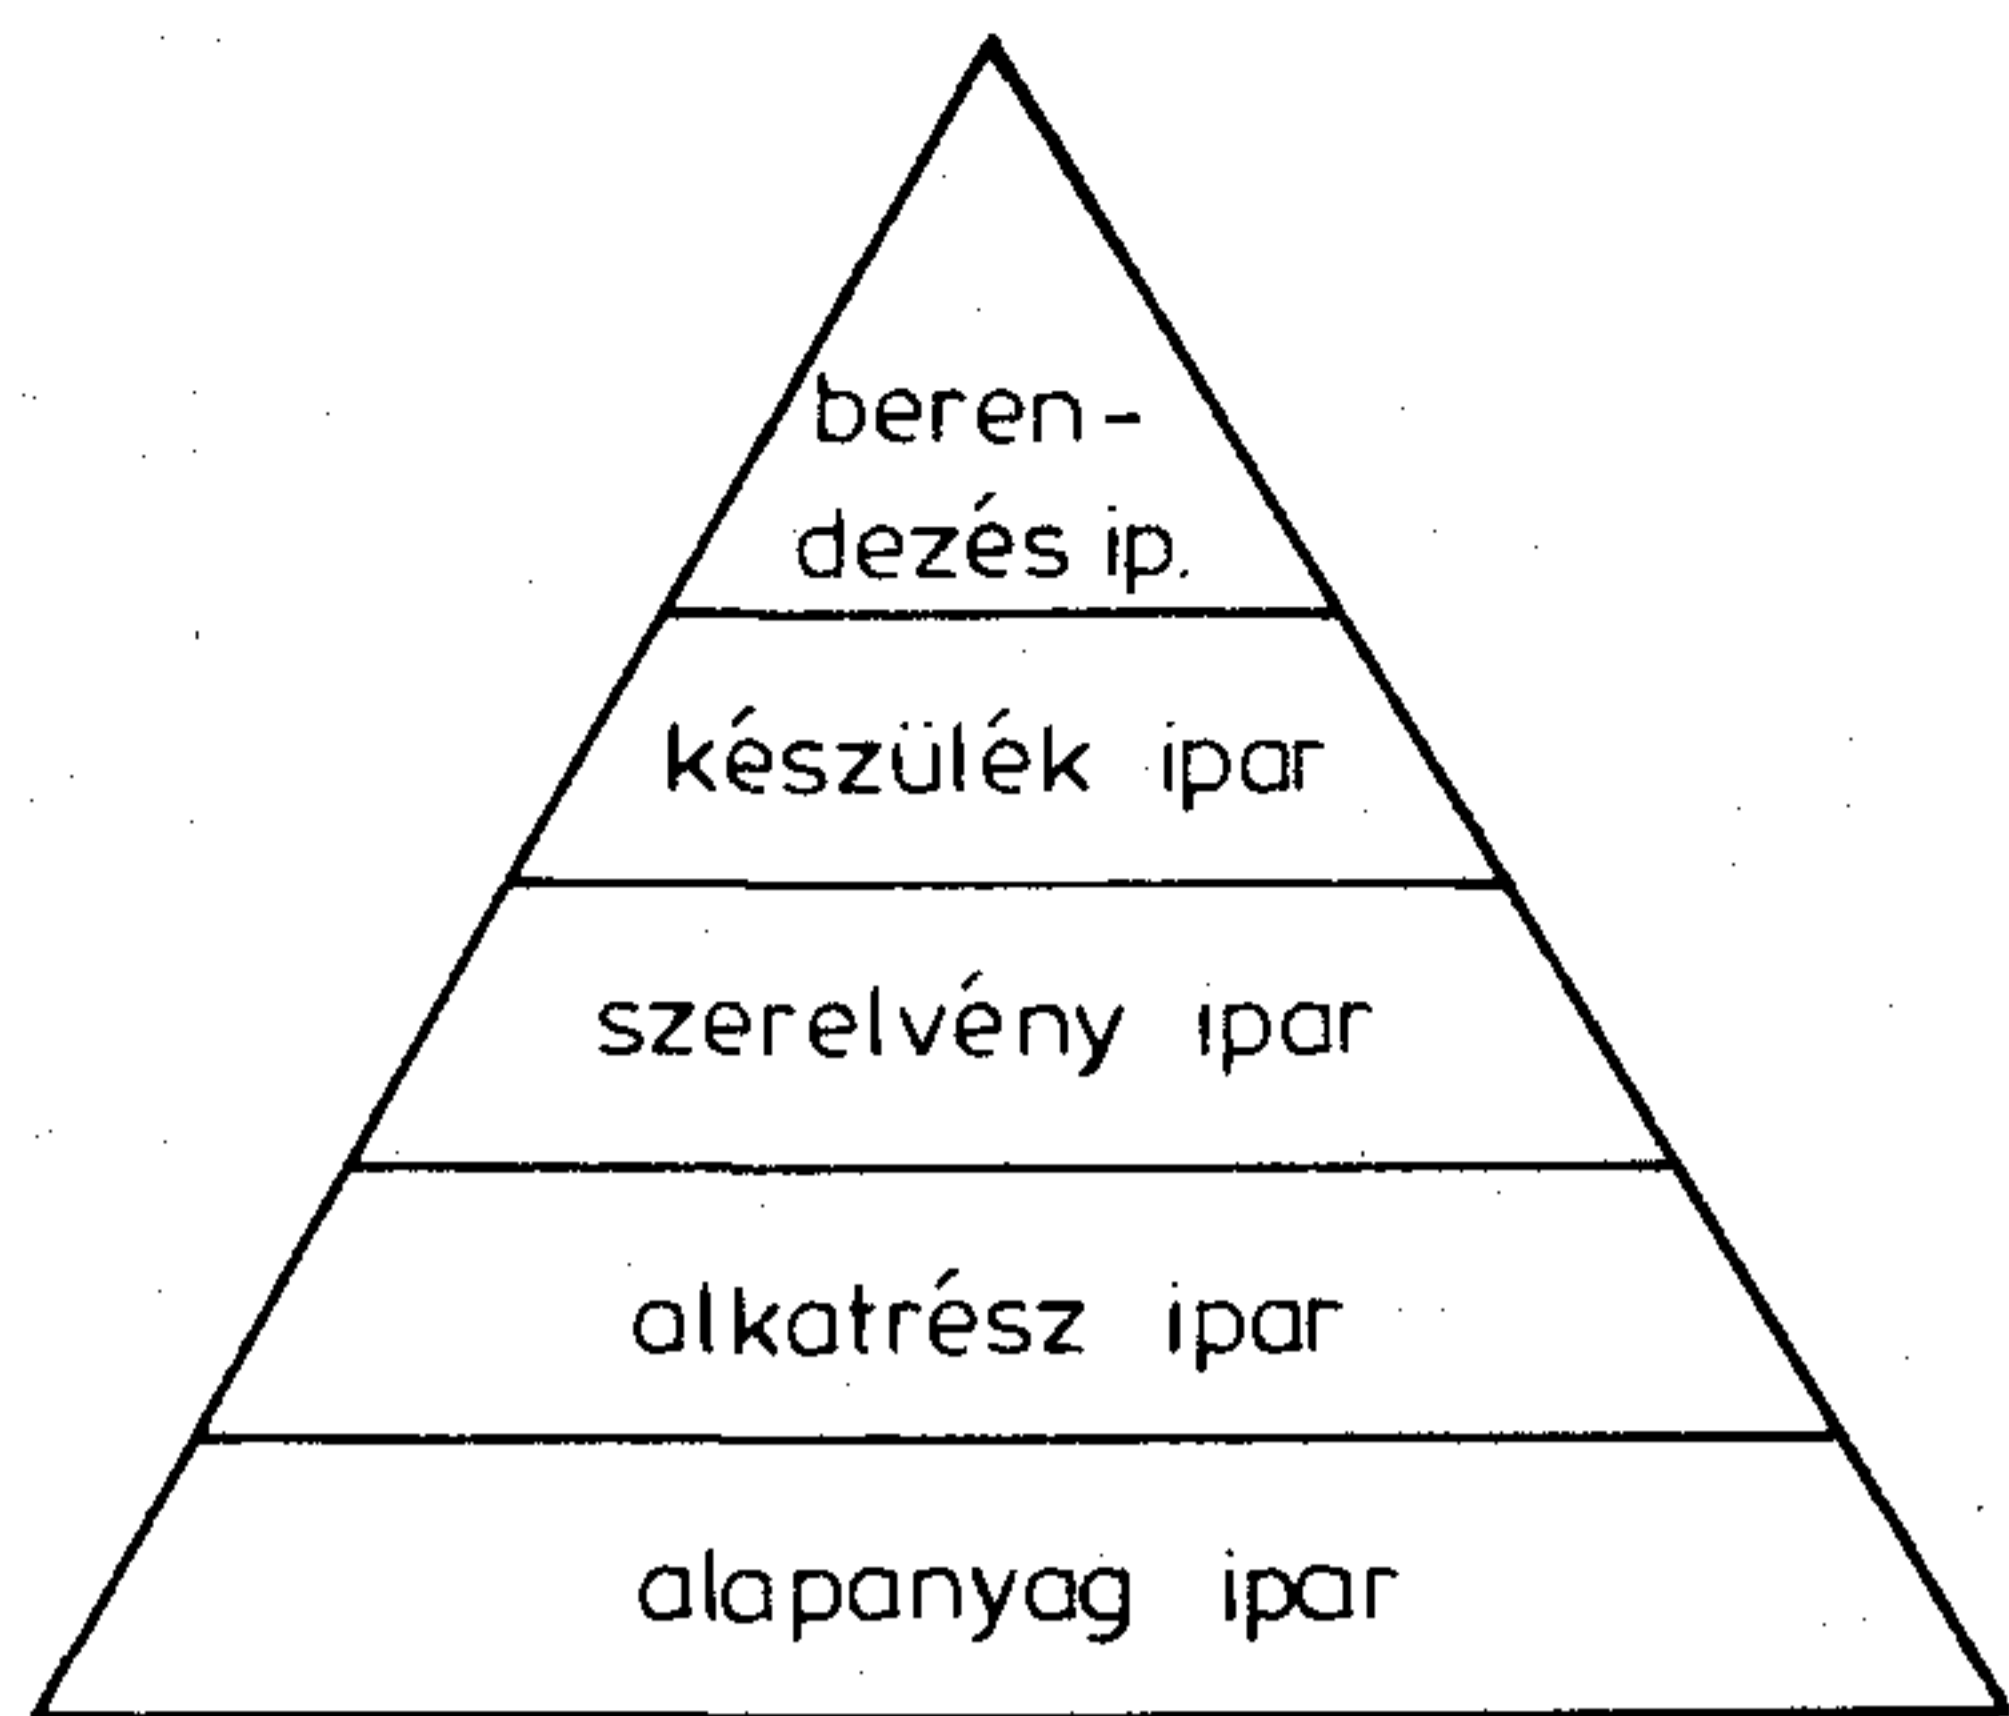 beren-
dezés ip.
készülék ipar
szerelvény ipar
alkatrész ipar
alapanyag ipar